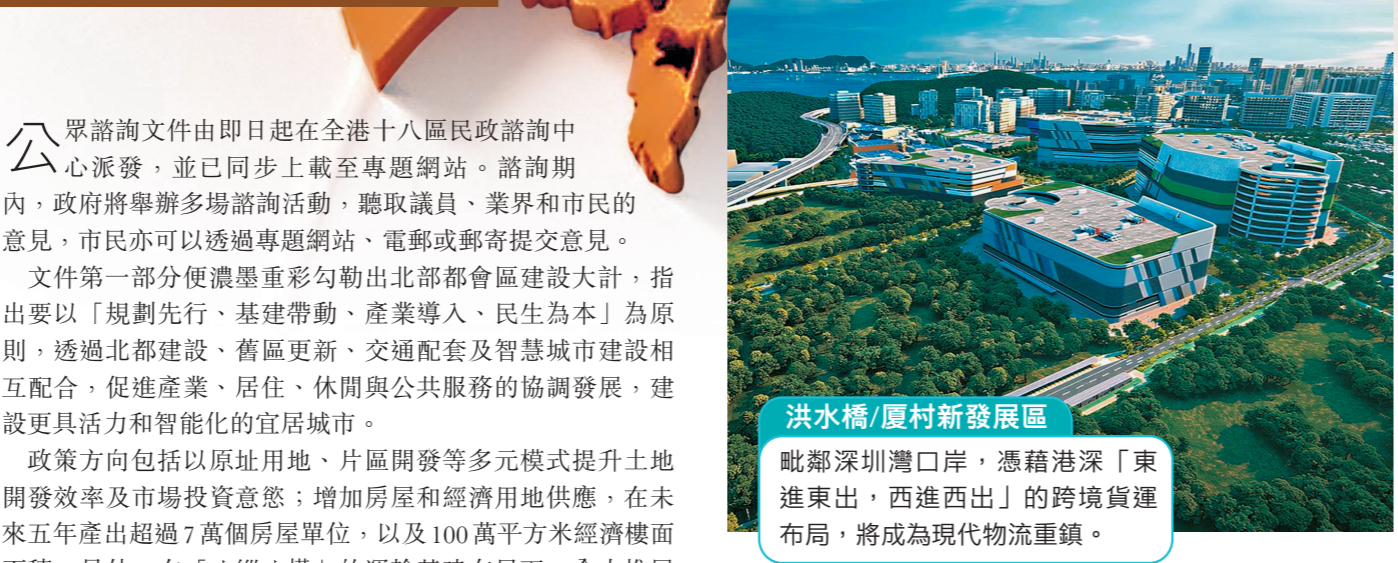 公眾諮詢文件由即日起在全港十八區民政諮詢中
心派發，並已同步上載至專題網站。諮詢期
內，政府將舉辦多場諮詢活動，聽取議員、業界和市民的
意見，市民亦可以透過專題網站、電郵或郵寄提交意見。
文件第一部分便濃墨重彩勾勒出北部都會區建設大計，指
出要以「規劃先行、基建帶動、產業導入、民生為本」為原
則，透過北都建設、舊區更新、交通配套及智慧城市建設相
互配合，促進產業、居住、休閒與公共服務的協調發展，建
設更具活力和智能化的宜居城市。
政策方向包括以原址用地、片區開發等多元模式提升土地
開發效率及市場投資意慾；增加房屋和經濟用地供應，在未
來五年產出超過7萬個房屋單位，以及100萬平方米經濟樓面
洪水橋/厦村新發展區
毗鄰深圳灣口岸，憑藉港深「東
進東出，西進西出」的跨境貨運
布局，將成為現代物流重鎮。